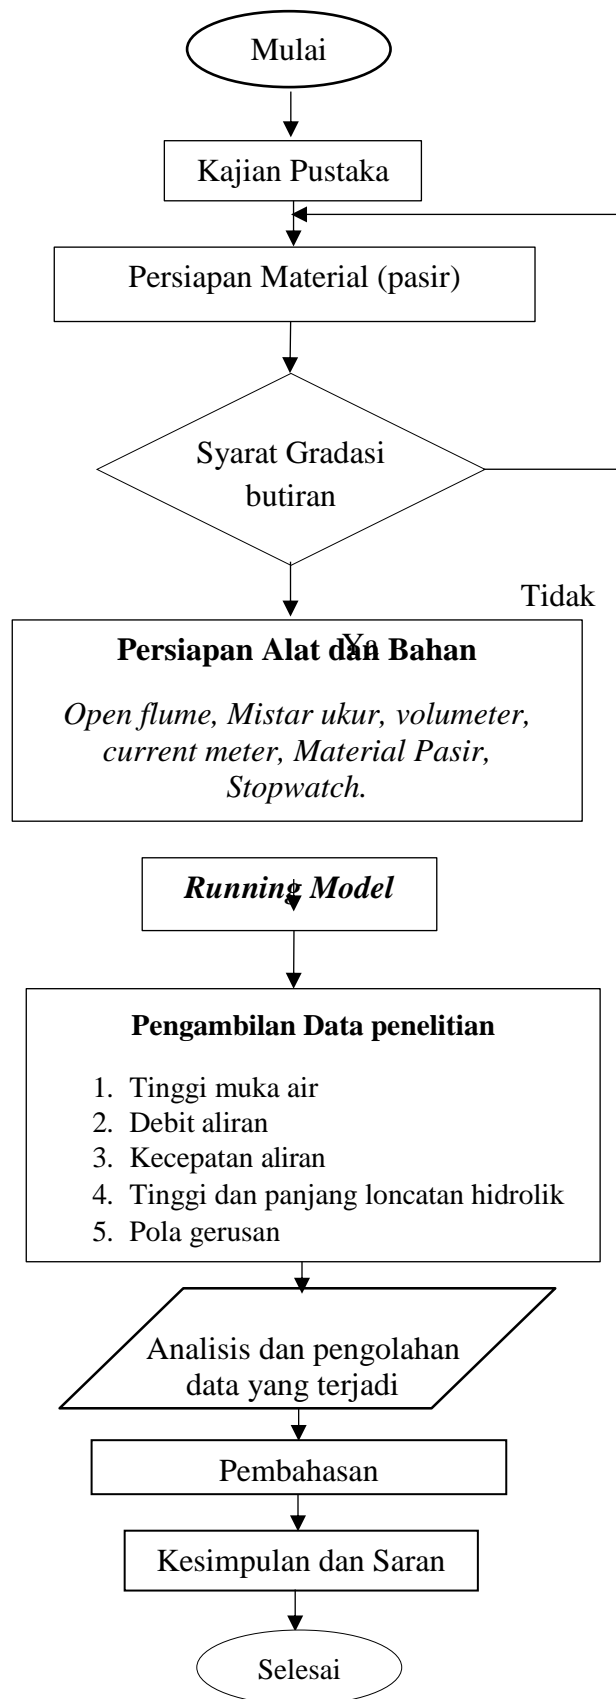 Mulai
Kajian Pustaka
Persiapan Material (pasir)
Syarat Gradasi
butiran
Tidak
Ya
Persiapan Alat dan Bahan
Open flume, Mistar ukur, volumeter,
current meter, Material Pasir,
Stopwatch.
Running Model
Pengambilan Data penelitian
1. Tinggi muka air
2. Debit aliran
3. Kecepatan aliran
4. Tinggi dan panjang loncatan hidrolik
5. Pola gerusan
Analisis dan pengolahan
data yang terjadi
Pembahasan
Kesimpulan dan Saran
Selesai